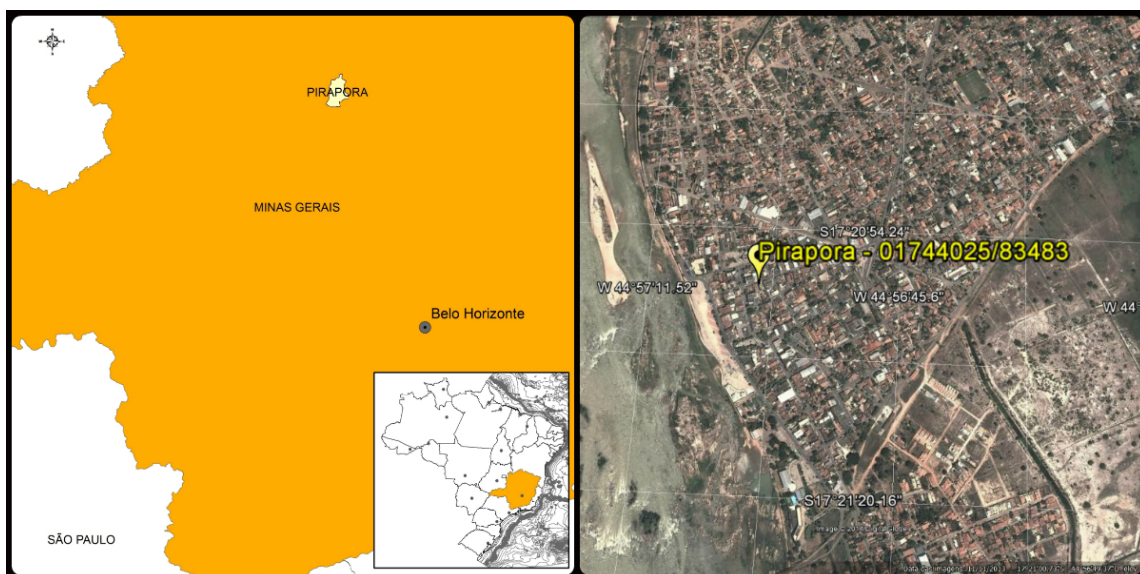 PIRAPORA
MINAS GERAIS
Belo Horizonte
SÃO PAULO
S17°20'54.24"
Pirapora - 01744025/83483
W 44°57'11.52"
W 44°56'45.6"
W 44°
S17°21'20.16"